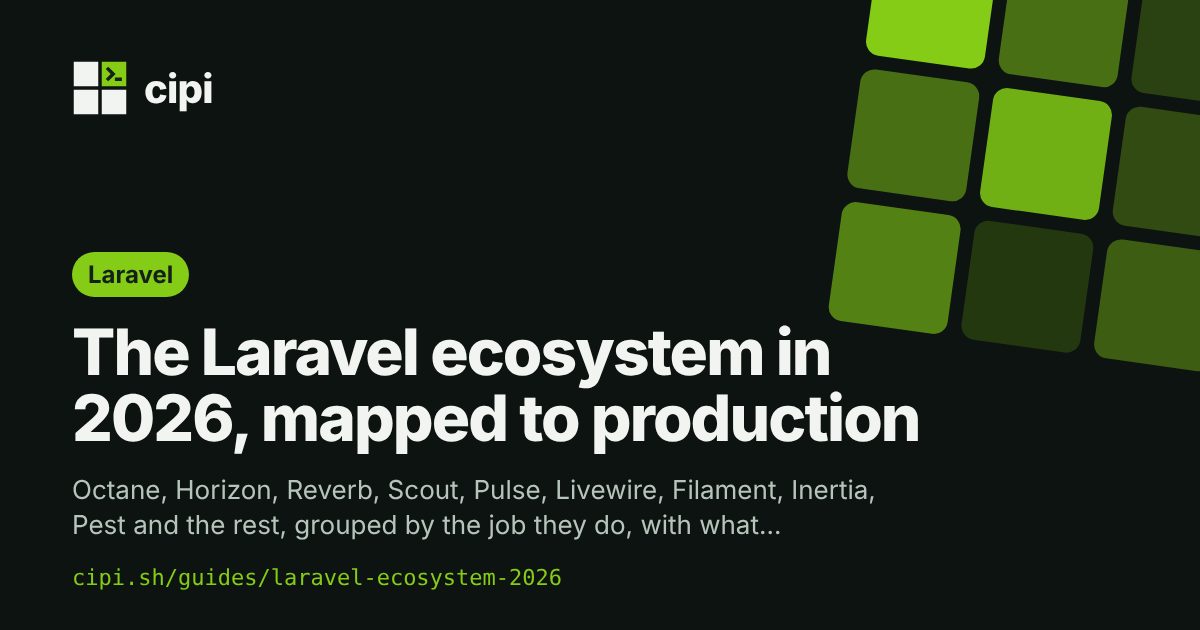 cipi
Laravel
The Laravel ecosystem in
2026, mapped to production
Octane, Horizon, Reverb, Scout, Pulse, Livewire, Filament, Inertia,
Pest and the rest, grouped by the job they do, with what...
cipi.sh/guides/laravel-ecosystem-2026